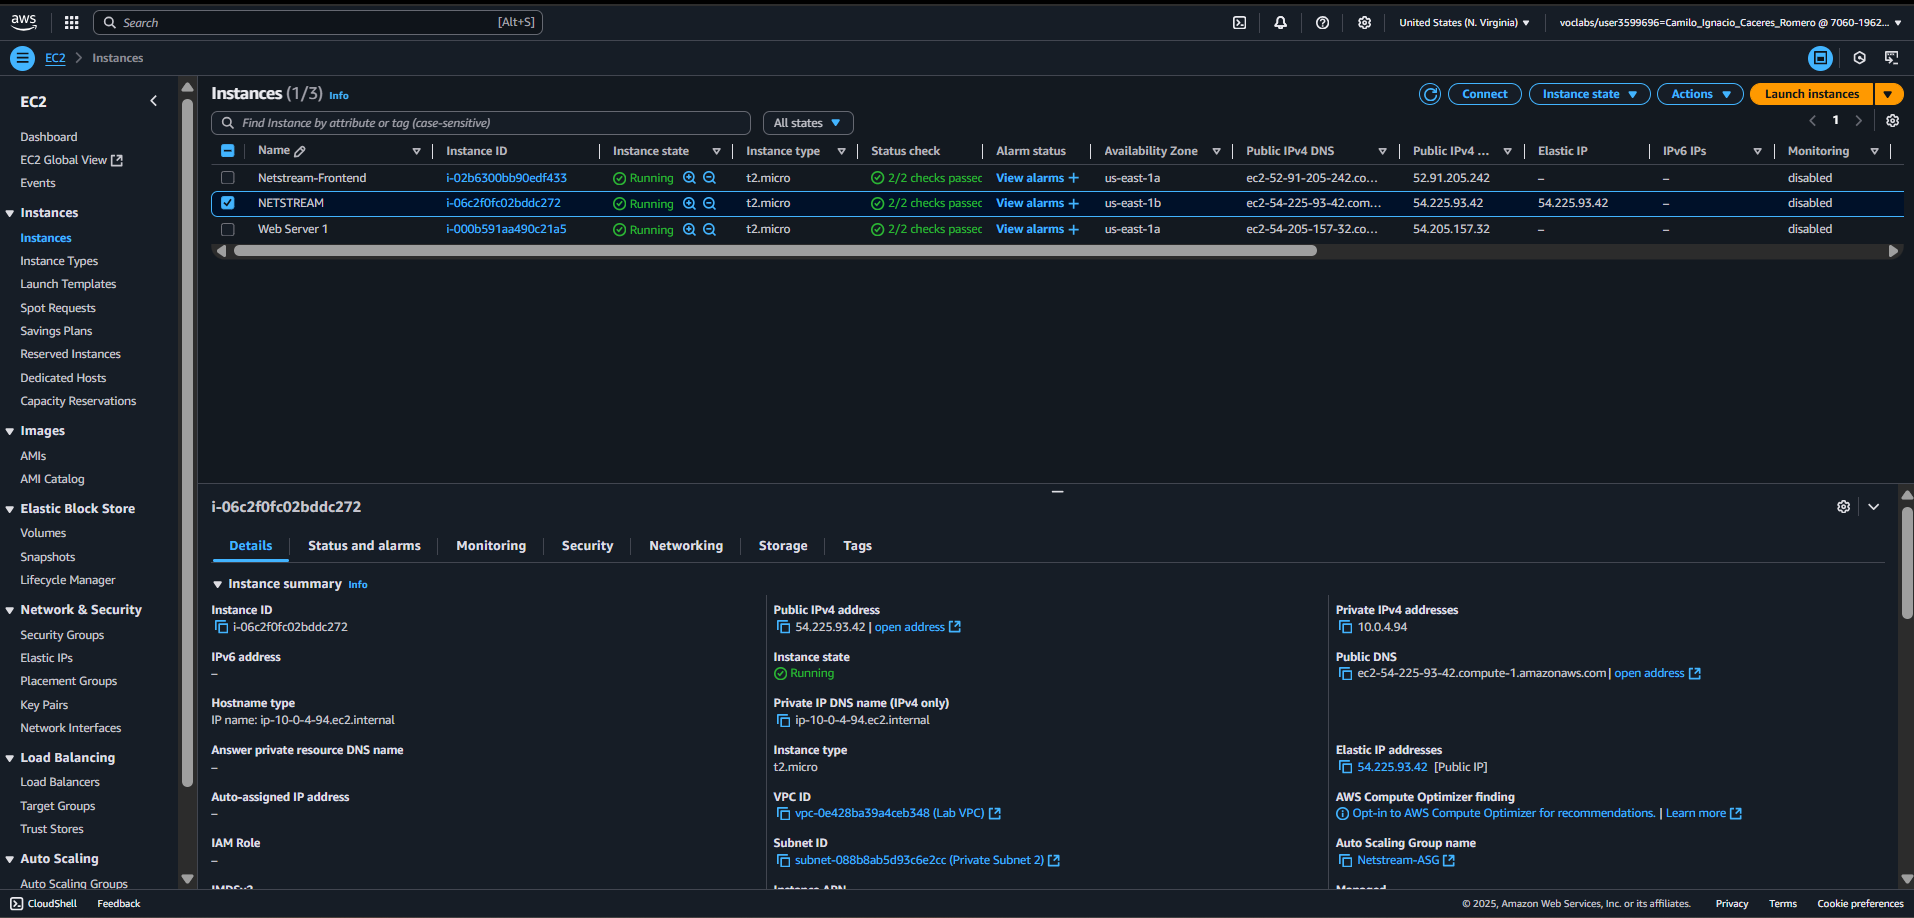 aws
Search [Alt+S]
United States (N. Virginia) voclabs/user3599696=Camilo_Ignacio_Caceres_Romero @ 7060-1962...
EC2 > Instances
EC2
Dashboard
EC2 Global View
Events
Instances
Instances
Instance Types
Launch Templates
Spot Requests
Savings Plans
Reserved Instances
Dedicated Hosts
Capacity Reservations
Images
AMIs
AMI Catalog
Elastic Block Store
Volumes
Snapshots
Lifecycle Manager
Network & Security
Security Groups
Elastic IPs
Placement Groups
Key Pairs
Network Interfaces
Load Balancing
Load Balancers
Target Groups
Trust Stores
Auto Scaling
Auto Scaling Groups
Instances (1/3) Info
Connect Instance state Actions Launch instances
Find Instance by attribute or tag (case-sensitive) All states
1
Name Instance ID Instance state Instance type Status check Alarm status Availability Zone Public IPv4 DNS Public IPv4 ... Elastic IP IPv6 IPs Monitoring
Netstream-Frontend i-02b6300bb90edf433 Running t2.micro 2/2 checks passec View alarms + us-east-1a ec2-52-91-205-242.co... 52.91.205.242 – – disabled
NETSTREAM i-06c2f0fc02bddc272 Running t2.micro 2/2 checks passec View alarms + us-east-1b ec2-54-225-93-42.com... 54.225.93.42 54.225.93.42 – disabled
Web Server 1 i-000b591aa490c21a5 Running t2.micro 2/2 checks passec View alarms + us-east-1a ec2-54-205-157-32.co... 54.205.157.32 – – disabled
i-06c2f0fc02bddc272
Details Status and alarms Monitoring Security Networking Storage Tags
Instance summary Info
Instance ID
i-06c2f0fc02bddc272
IPv6 address
–
Hostname type
IP name: ip-10-0-4-94.ec2.internal
Answer private resource DNS name
–
Auto-assigned IP address
–
IAM Role
–
IMDSv2
Public IPv4 address
54.225.93.42 | open address
Instance state
Running
Private IP DNS name (IPv4 only)
ip-10-0-4-94.ec2.internal
Instance type
t2.micro
VPC ID
vpc-0e428ba39a4ceb348 (Lab VPC)
Subnet ID
subnet-088b8ab5d93c6e2cc (Private Subnet 2)
Instance ARN
Private IPv4 addresses
10.0.4.94
Public DNS
ec2-54-225-93-42.compute-1.amazonaws.com | open address
Elastic IP addresses
54.225.93.42 [Public IP]
AWS Compute Optimizer finding
Opt-in to AWS Compute Optimizer for recommendations. | Learn more
Auto Scaling Group name
Netstream-ASG
Managed
CloudShell Feedback © 2025, Amazon Web Services, Inc. or its affiliates. Privacy Terms Cookie preferences